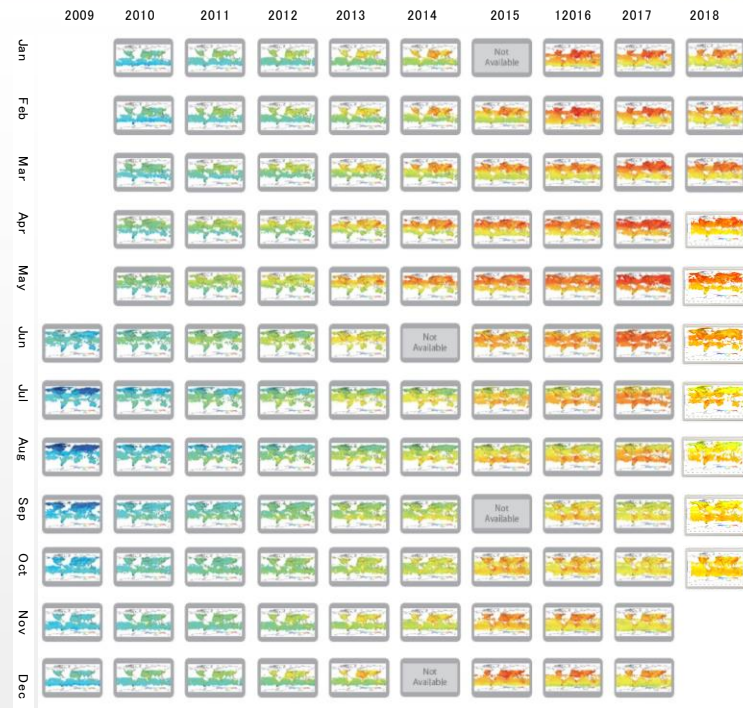 2009 2010 2011 2012 2013 2014 2015 12016 2017 2018
Jan
Not
Available
Feb
Mar
Apr
May
Jun
Not
Available
Jul
Aug
Sep
Not
Available
Oct
Nov
Dec
Not
Available